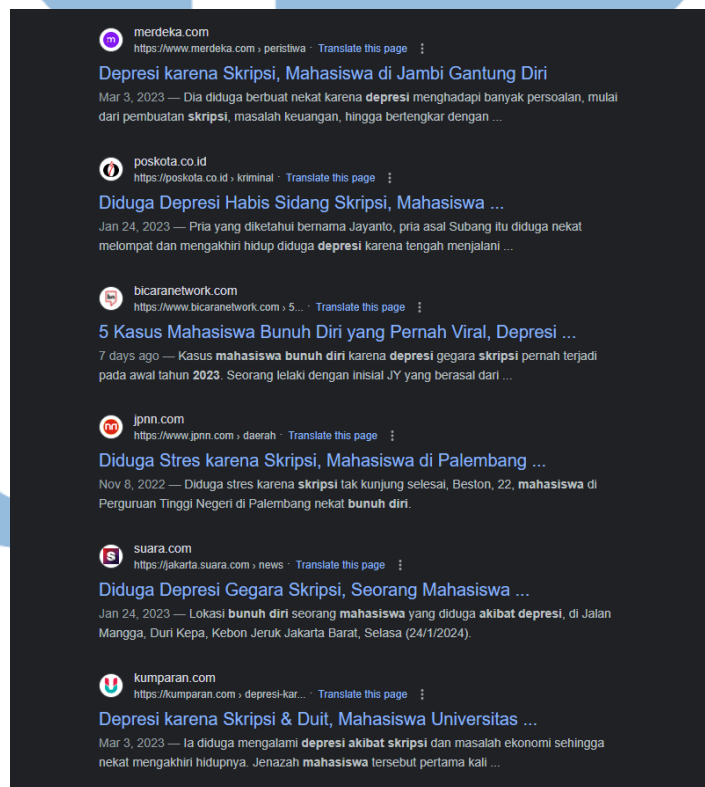 merdeka.com
https://www.merdeka.com › peristiwa · Translate this page
Depresi karena Skripsi, Mahasiswa di Jambi Gantung Diri
Mar 3, 2023 — Dia diduga berbuat nekat karena depresi menghadapi banyak persoalan, mulai
dari pembuatan skripsi, masalah keuangan, hingga bertengkar dengan ...
poskota.co.id
https://poskota.co.id › kriminal · Translate this page
Diduga Depresi Habis Sidang Skripsi, Mahasiswa ...
Jan 24, 2023 — Pria yang diketahui bernama Jayanto, pria asal Subang itu diduga nekat
melompat dan mengakhiri hidup diduga depresi karena tengah menjalani ...
bicaranetwork.com
https://www.bicaranetwork.com › 5... · Translate this page
5 Kasus Mahasiswa Bunuh Diri yang Pernah Viral, Depresi ...
7 days ago — Kasus mahasiswa bunuh diri karena depresi gegara skripsi pernah terjadi
pada awal tahun 2023. Seorang lelaki dengan inisial JY yang berasal dari ...
jpnn.com
https://www.jpnn.com › daerah · Translate this page
Diduga Stres karena Skripsi, Mahasiswa di Palembang ...
Nov 8, 2022 — Diduga stres karena skripsi tak kunjung selesai, Beston, 22, mahasiswa di
Perguruan Tinggi Negeri di Palembang nekat bunuh diri.
suara.com
https://jakarta.suara.com › news · Translate this page
Diduga Depresi Gegara Skripsi, Seorang Mahasiswa ...
Jan 24, 2023 — Lokasi bunuh diri seorang mahasiswa yang diduga akibat depresi, di Jalan
Mangga, Duri Kepa, Kebon Jeruk Jakarta Barat, Selasa (24/1/2024).
kumparan.com
https://kumparan.com › depresi-kar... · Translate this page
Depresi karena Skripsi & Duit, Mahasiswa Universitas ...
Mar 3, 2023 — Ia diduga mengalami depresi akibat skripsi dan masalah ekonomi sehingga
nekat mengakhiri hidupnya. Jenazah mahasiswa tersebut pertama kali ...